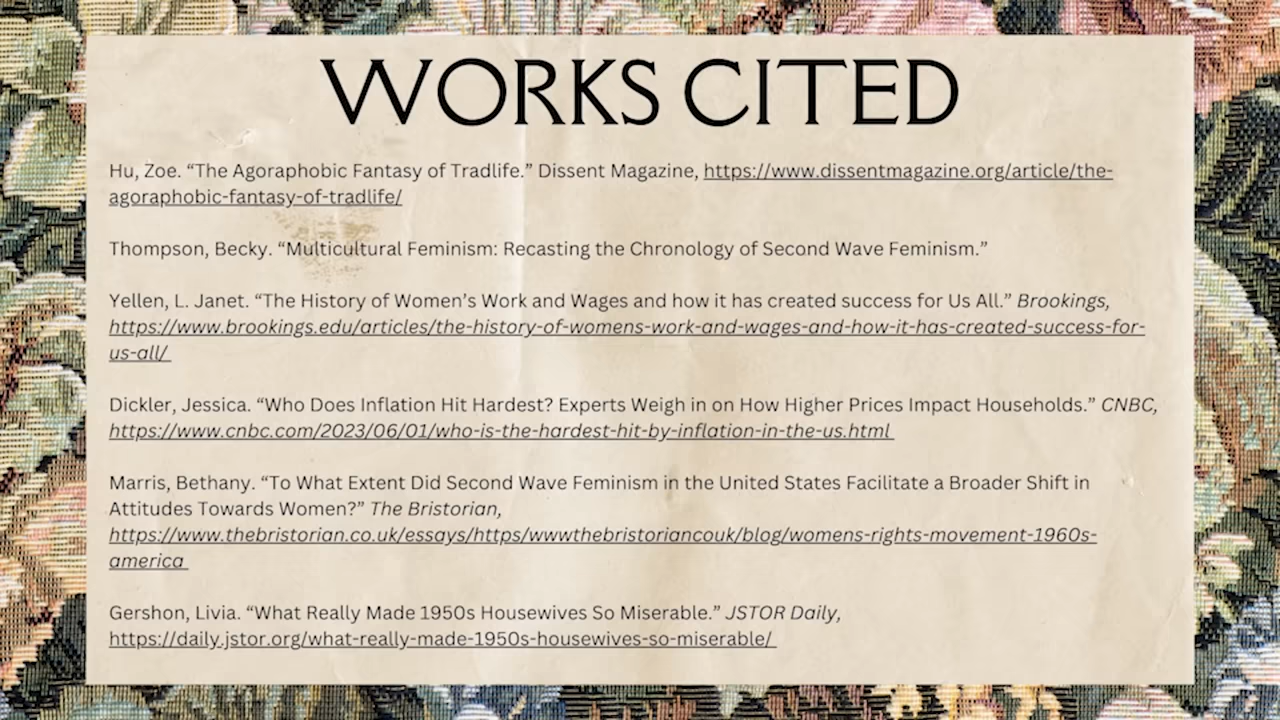 WORKS CITED
Hu, Zoe. “The Agoraphobic Fantasy of Tradlife.” Dissent Magazine, https://www.dissentmagazine.org/article/the-
agoraphobic-fantasy-of-tradlife/
Thompson, Becky. “Multicultural Feminism: Recasting the Chronology of Second Wave Feminism.”
Yellen, L. Janet. “The History of Women’s Work and Wages and how it has created success for Us All.” Brookings,
https://www.brookings.edu/articles/the-history-of-womens-work-and-wages-and-how-it-has-created-success-for-
us-all/
Dickler, Jessica. “Who Does Inflation Hit Hardest? Experts Weigh in on How Higher Prices Impact Households.” CNBC,
https://www.cnbc.com/2023/06/01/who-is-the-hardest-hit-by-inflation-in-the-us.html
Marris, Bethany. “To What Extent Did Second Wave Feminism in the United States Facilitate a Broader Shift in
Attitudes Towards Women?” The Bristorian,
https://www.thebristorian.co.uk/essays/https/wwwthebristoriancouk/blog/womens-rights-movement-1960s-
america
Gershon, Livia. “What Really Made 1950s Housewives So Miserable.” JSTOR Daily,
https://daily.jstor.org/what-really-made-1950s-housewives-so-miserable/